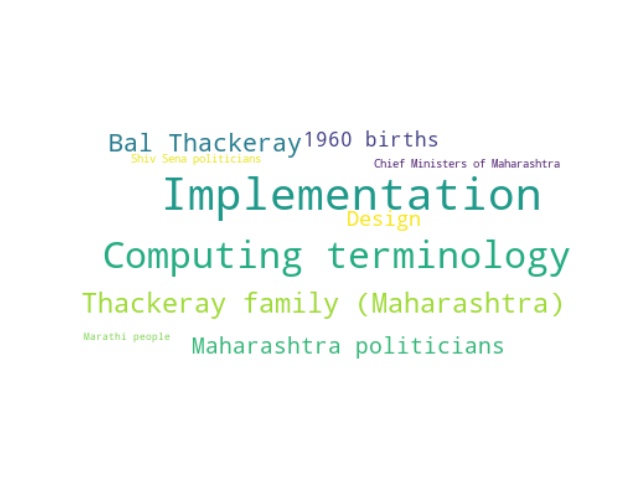 Bal Thackeray
1960 births
Shiv Sena politicians
Chief Ministers of Maharashtra
Implementation
Design
Computing terminology
Thackeray family (Maharashtra)
Marathi people
Maharashtra politicians